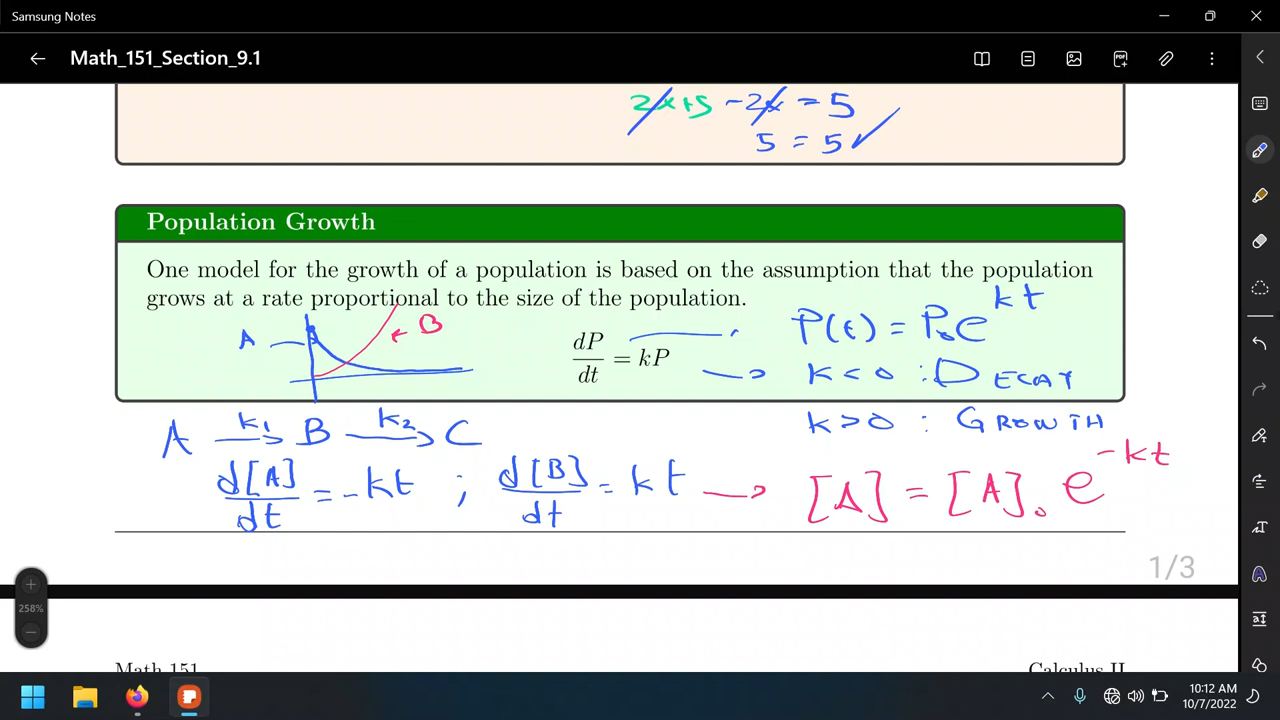 Samsung Notes
Math_151_Section_9.1
2x+5 - 2x = 5
5 = 5 ✓
Population Growth
One model for the growth of a population is based on the assumption that the population
grows at a rate proportional to the size of the population.
A
B
dP/dt = kP
P(t) = P₀e^kt
k < 0 : DECAY
k > 0 : GROWTH
A —k₁→ B —k₂→ C
d[A]/dt = -kt ; d[B]/dt = kt → [A] = [A]₀ e^-kt
1/3
258%
Math 151
Calculus II
10:12 AM
10/7/2022